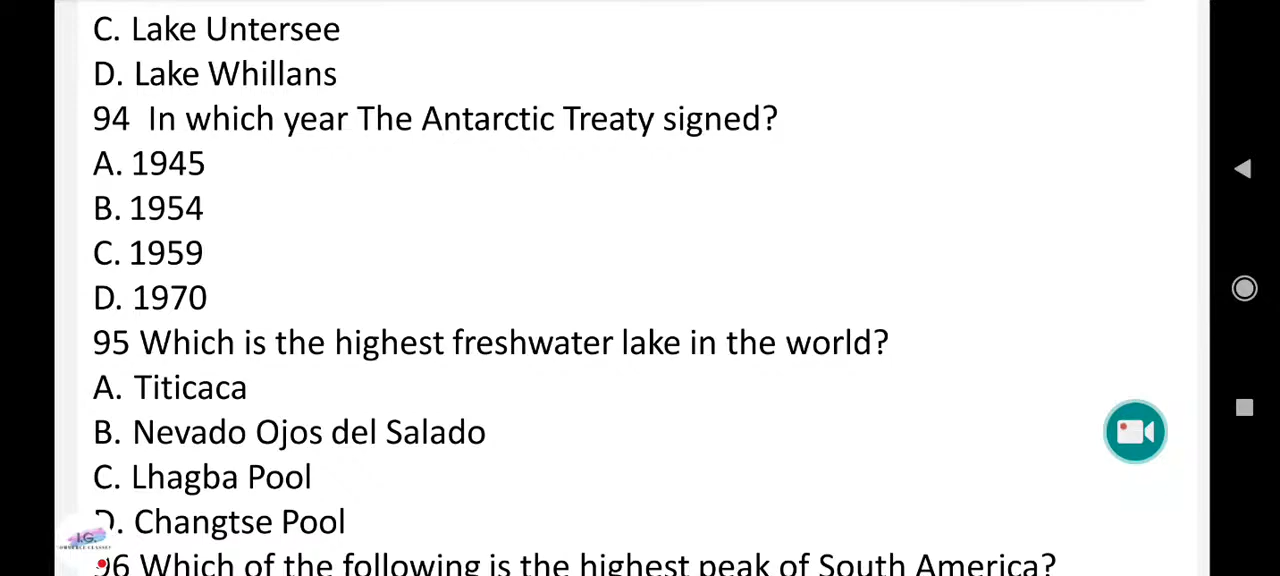 C. Lake Untersee
D. Lake Whillans
94 In which year The Antarctic Treaty signed?
A. 1945
B. 1954
C. 1959
D. 1970
95 Which is the highest freshwater lake in the world?
A. Titicaca
B. Nevado Ojos del Salado
C. Lhagba Pool
D. Changtse Pool
I.G.
96 Which of the following is the highest peak of South America?